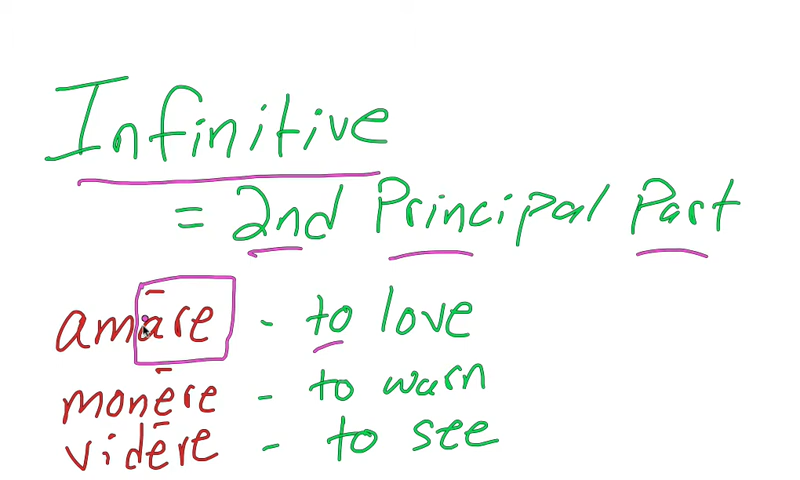 Infinitive
= 2nd Principal Part
amāre - to love
monēre - to warn
vidēre - to see